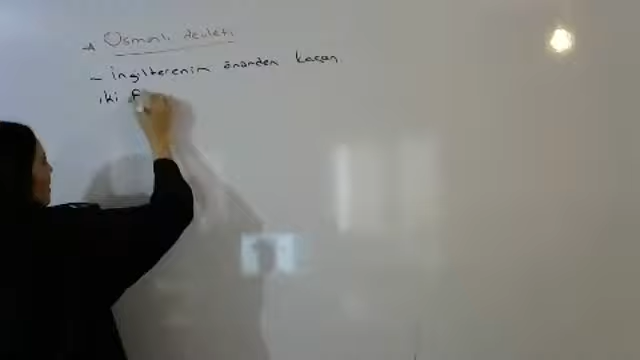 * Osmanlı devleti
- İngilterenin önünden kaçan
iki